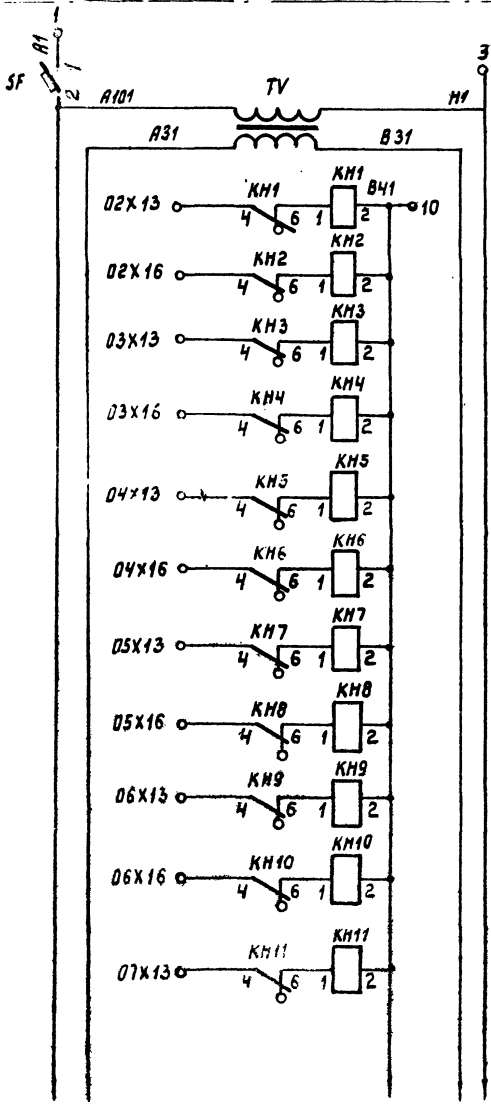 1
3
A1
1
SF
2
A101
TV
N1
A31
B31
KH1
KH1
B41
02X13
4
6
1
2
10
KH2
KH2
02X16
4
6
1
2
KH3
KH3
03X13
4
6
1
2
KH4
KH4
03X16
4
6
1
2
KH5
KH5
04X13
4
6
1
2
KH6
KH6
04X16
4
6
1
2
KH7
KH7
05X13
4
6
1
2
KH8
KH8
05X16
4
6
1
2
KH9
KH9
06X13
4
6
1
2
KH10
KH10
06X16
4
6
1
2
KH11
KH11
07X13
4
6
1
2